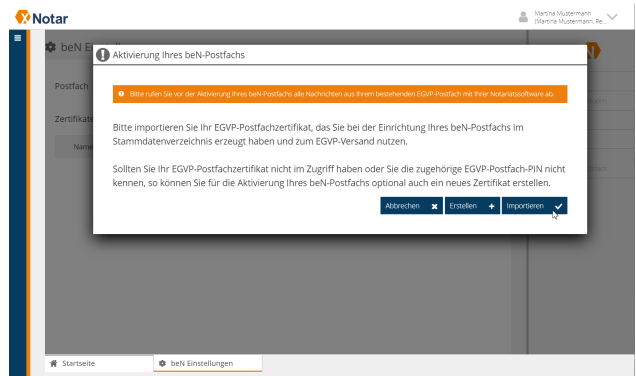 XNotar
Martina Mustermann
(Martina Mustermann, Re...
beN Ei
Aktivierung Ihres beN-Postfachs
Postfach
Bitte rufen Sie vor der Aktivierung Ihres beN-Postfachs alle Nachrichten aus Ihrem bestehenden EGVP-Postfach mit Ihrer Notariatssoftware ab.
Zertifikate
Name
Bitte importieren Sie Ihr EGVP-Postfachzertifikat, das Sie bei der Einrichtung Ihres beN-Postfachs im
Stammdatenverzeichnis erzeugt haben und zum EGVP-Versand nutzen.
Sollten Sie Ihr EGVP-Postfachzertifikat nicht im Zugriff haben oder Sie die zugehörige EGVP-Postfach-PIN nicht
kennen, so können Sie für die Aktivierung Ihres beN-Postfachs optional auch ein neues Zertifikat erstellen.
Abbrechen
Erstellen
Importieren
Startseite
beN Einstellungen